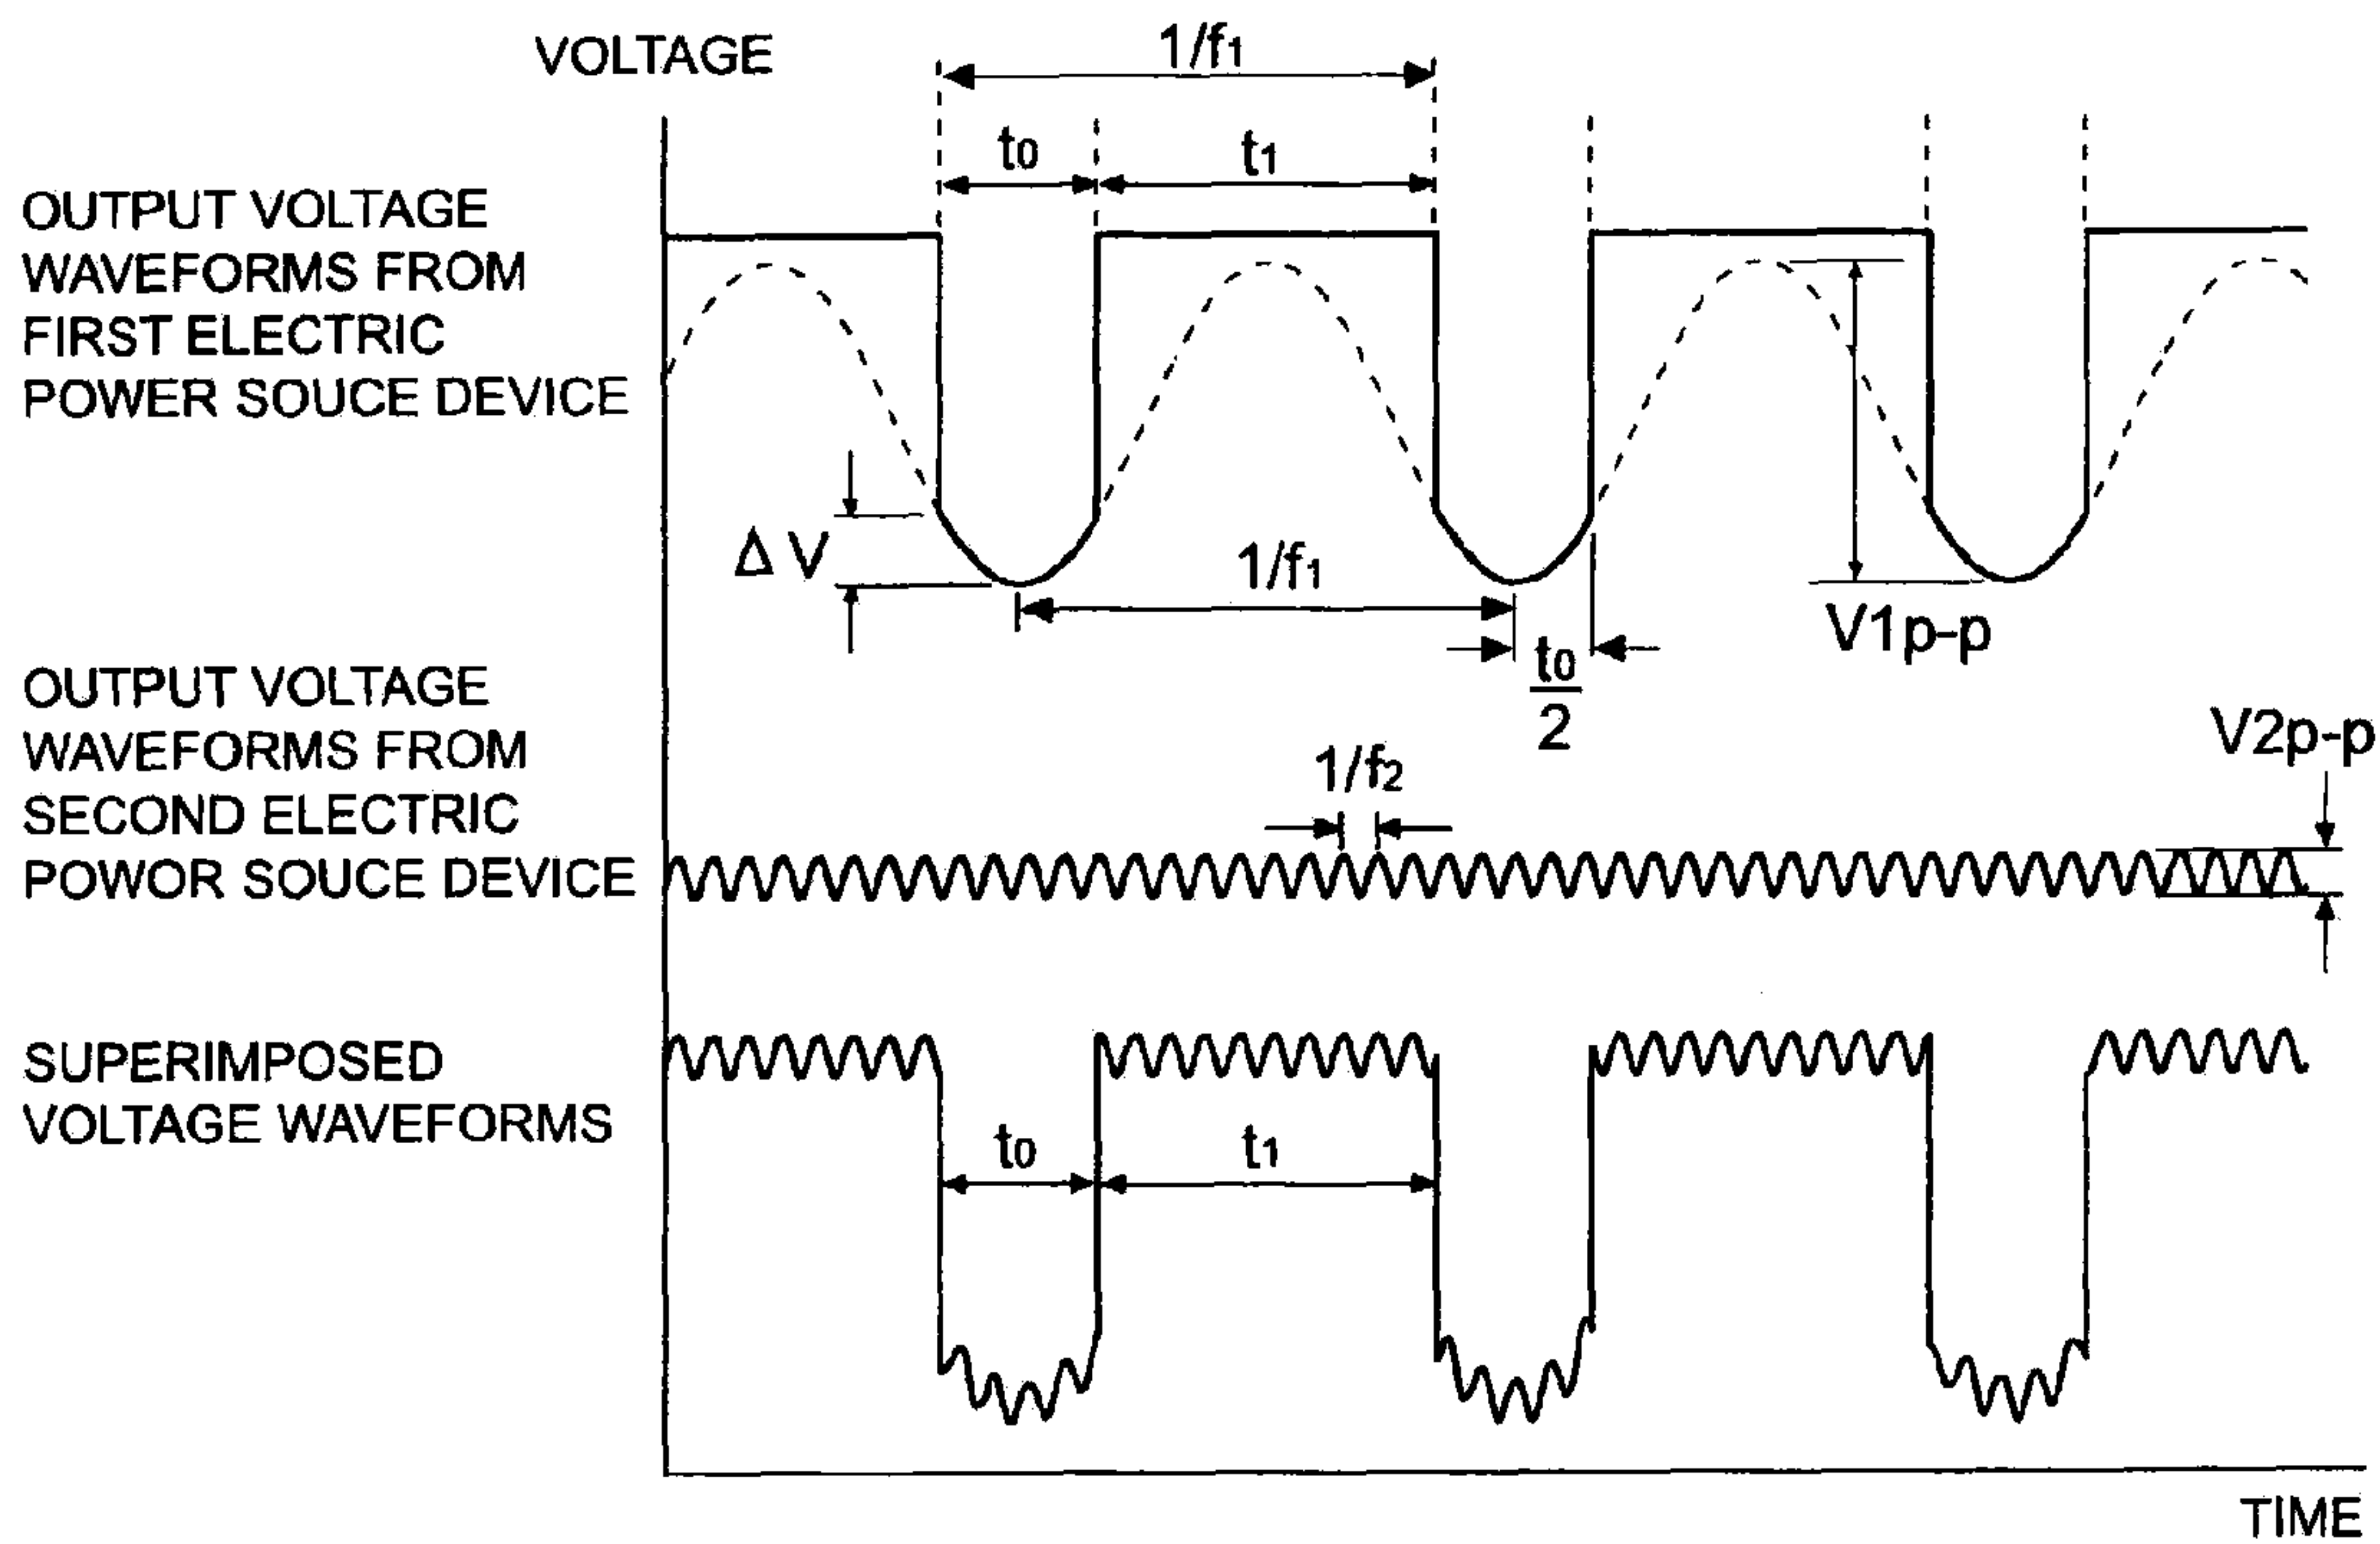 VOLTAGE
1/f1
t0
t1
OUTPUT VOLTAGE
WAVEFORMS FROM
FIRST ELECTRIC
POWER SOUCE DEVICE
Δ V
1/f1
V1p-p
t0
2
OUTPUT VOLTAGE
WAVEFORMS FROM
SECOND ELECTRIC
POWOR SOUCE DEVICE
1/f2
V2p-p
SUPERIMPOSED
VOLTAGE WAVEFORMS
t0
t1
TIME